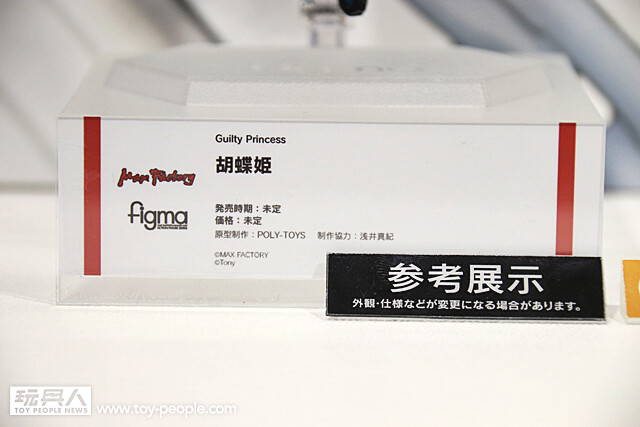 Guilty Princess
胡蝶姫
Max Factory
figma
発売時期：未定
価格：未定
原型制作：POLY-TOYS 制作協力：浅井真紀
©MAX FACTORY
©Tony
参考展示
外観・仕様などが変更になる場合があります。
玩具人
TOY PEOPLE NEWS
www.toy-people.com